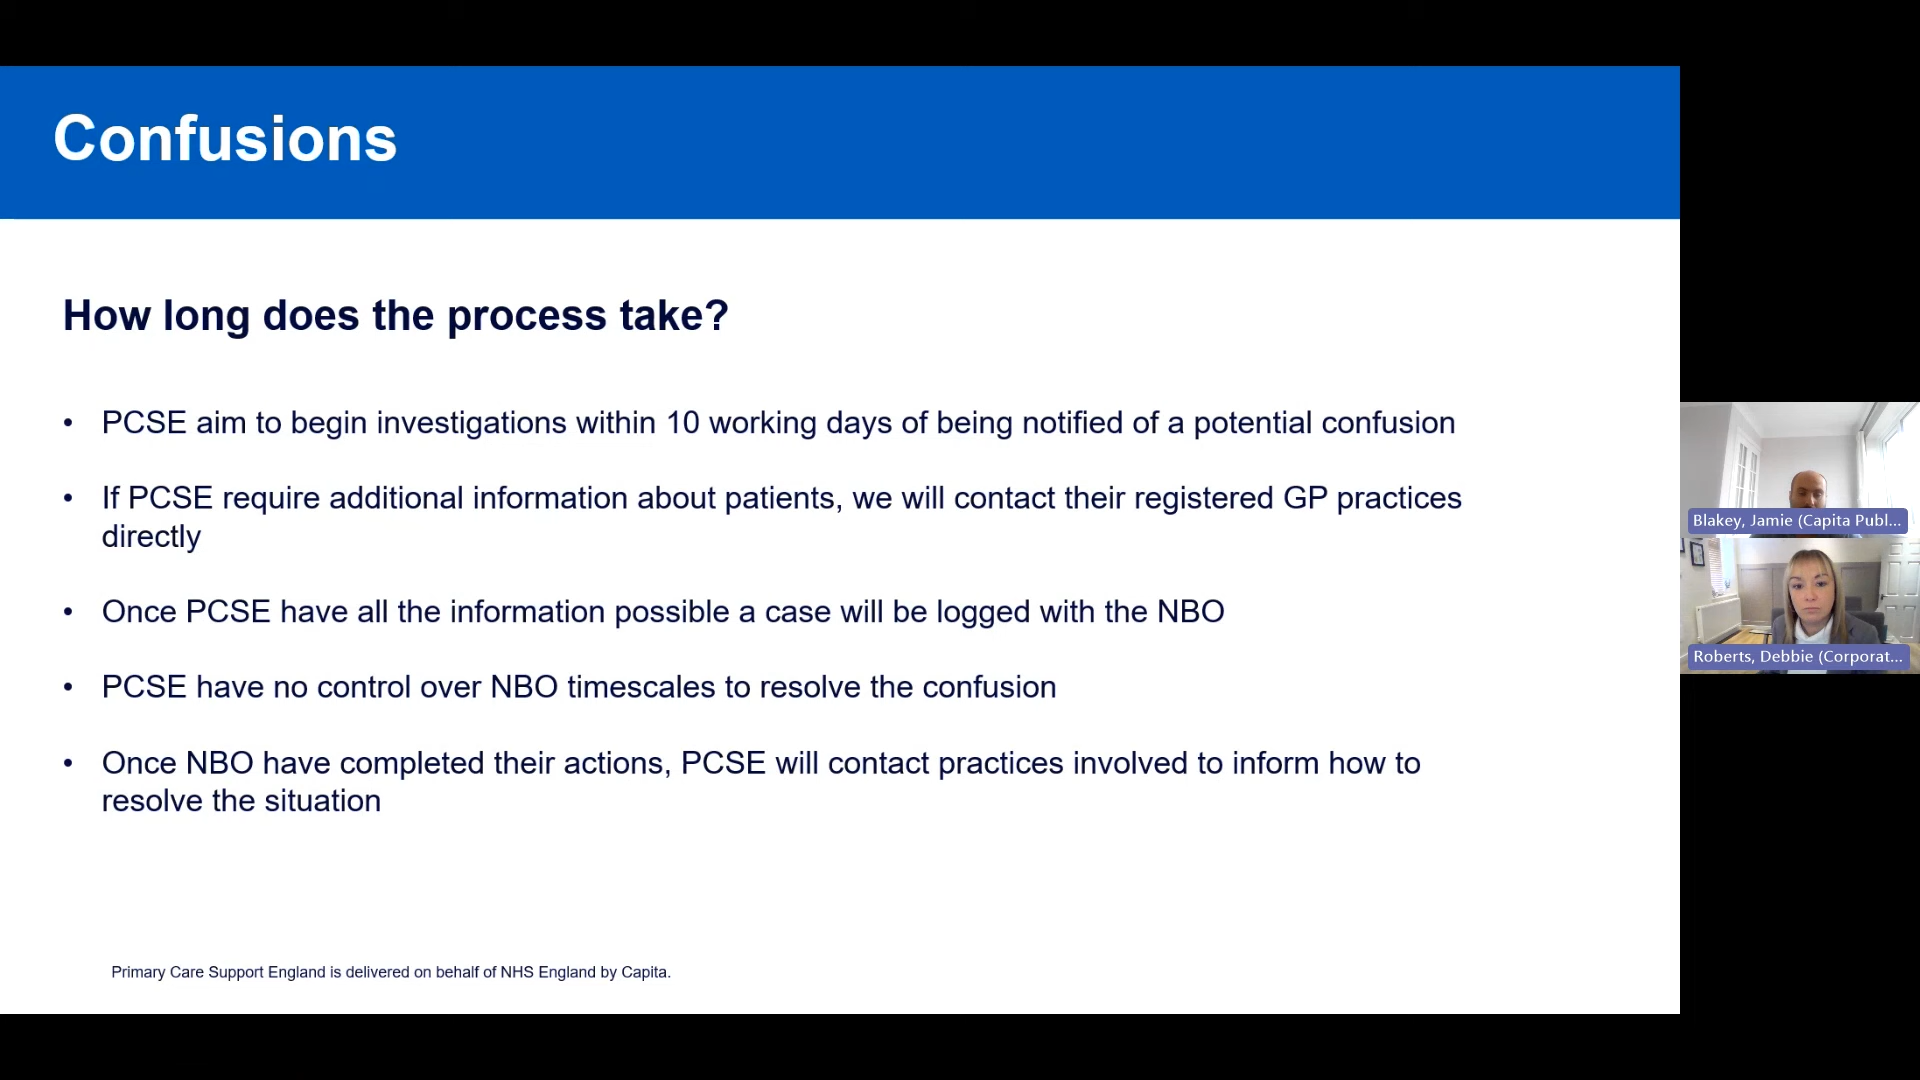 Confusions
How long does the process take?
• PCSE aim to begin investigations within 10 working days of being notified of a potential confusion
• If PCSE require additional information about patients, we will contact their registered GP practices
directly
• Once PCSE have all the information possible a case will be logged with the NBO
• PCSE have no control over NBO timescales to resolve the confusion
• Once NBO have completed their actions, PCSE will contact practices involved to inform how to
resolve the situation
Primary Care Support England is delivered on behalf of NHS England by Capita.
Blakey, Jamie (Capita Publ...
Roberts, Debbie (Corporat...